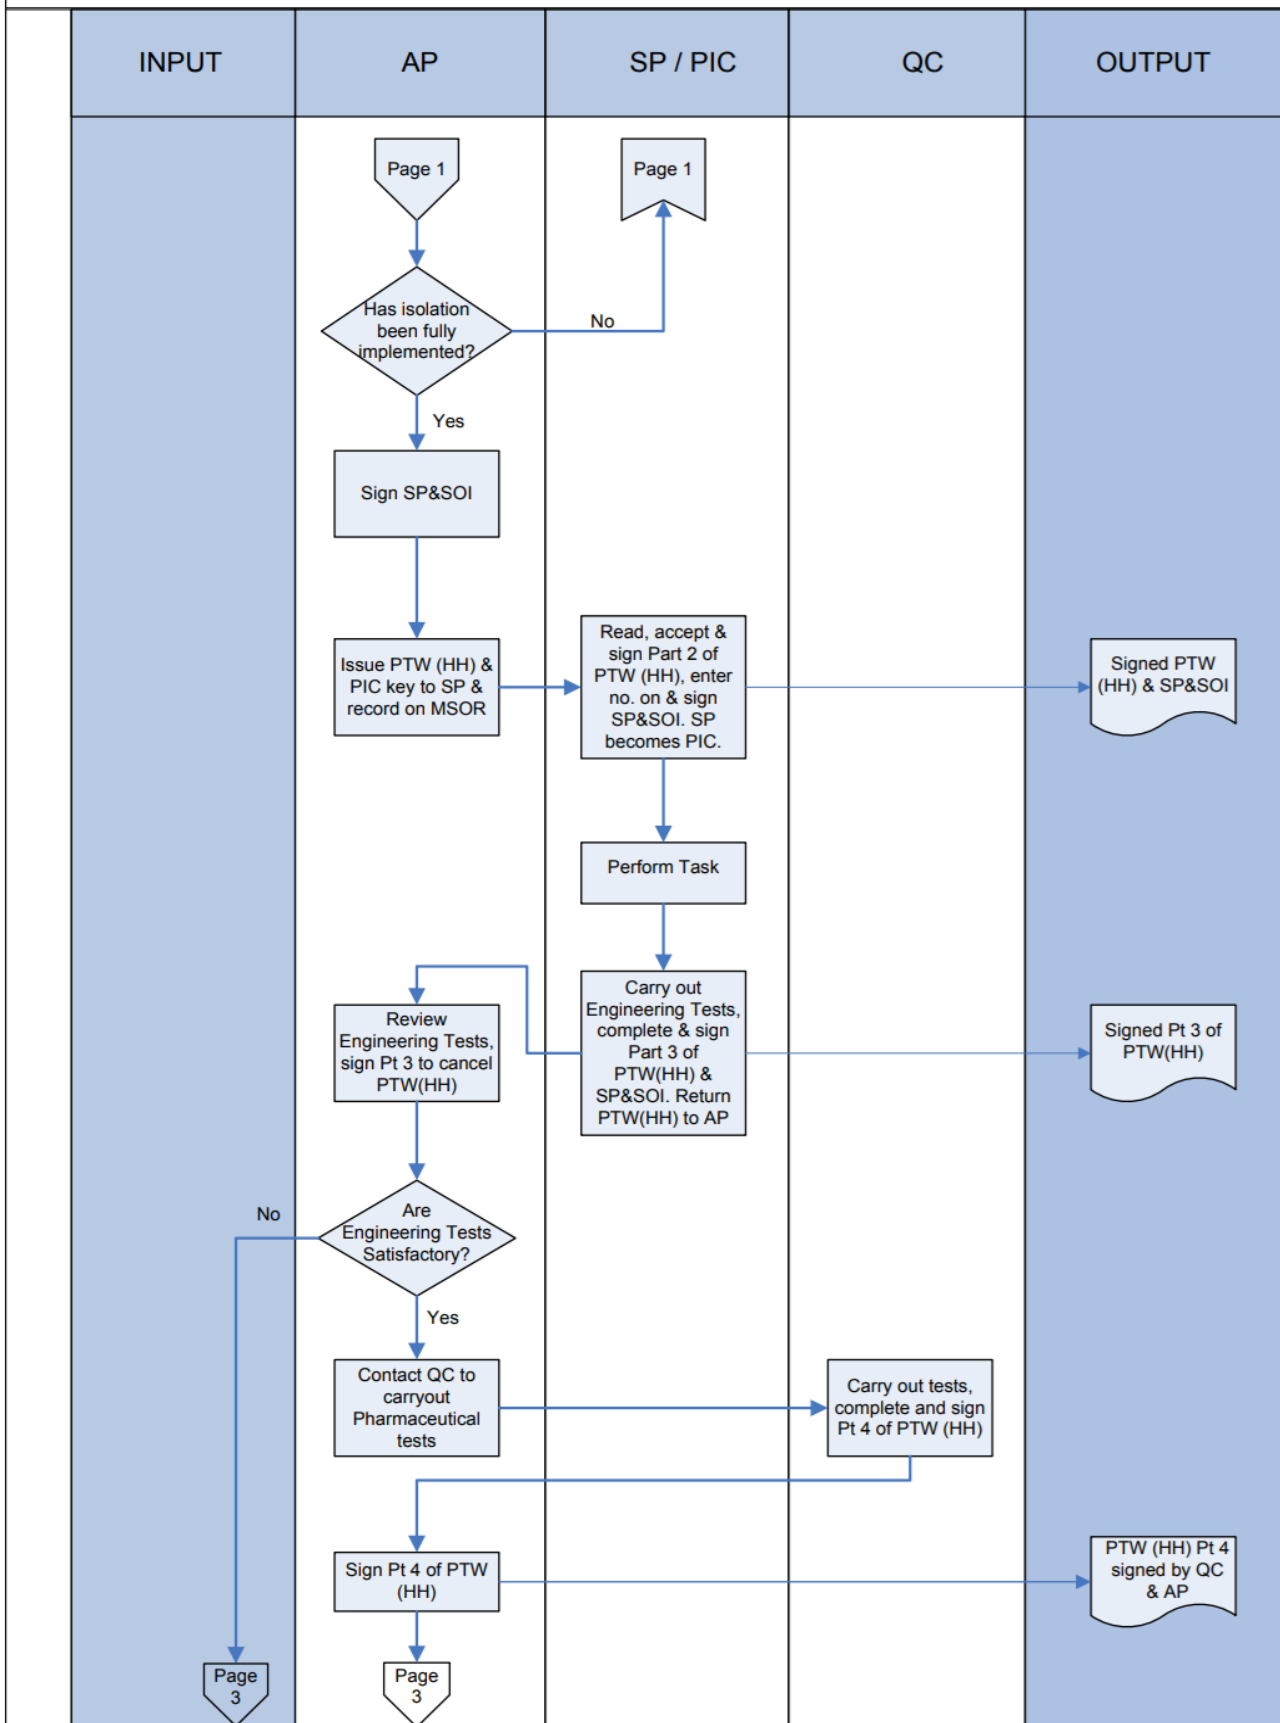 INPUT
AP
SP / PIC
QC
OUTPUT
Page 1
Page 1
Has isolation
been fully
implemented?
No
Yes
Sign SP&SOI
Issue PTW (HH) &
PIC key to SP &
record on MSOR
Read, accept &
sign Part 2 of
PTW (HH), enter
no. on & sign
SP&SOI. SP
becomes PIC.
Signed PTW
(HH) & SP&SOI
Perform Task
Carry out
Engineering Tests,
complete & sign
Part 3 of
PTW(HH) &
SP&SOI. Return
PTW(HH) to AP
Review
Engineering Tests,
sign Pt 3 to cancel
PTW(HH)
Signed Pt 3 of
PTW(HH)
Are
Engineering Tests
Satisfactory?
No
Yes
Contact QC to
carryout
Pharmaceutical
tests
Carry out tests,
complete and sign
Pt 4 of PTW (HH)
Sign Pt 4 of PTW
(HH)
PTW (HH) Pt 4
signed by QC
& AP
Page
3
Page
3